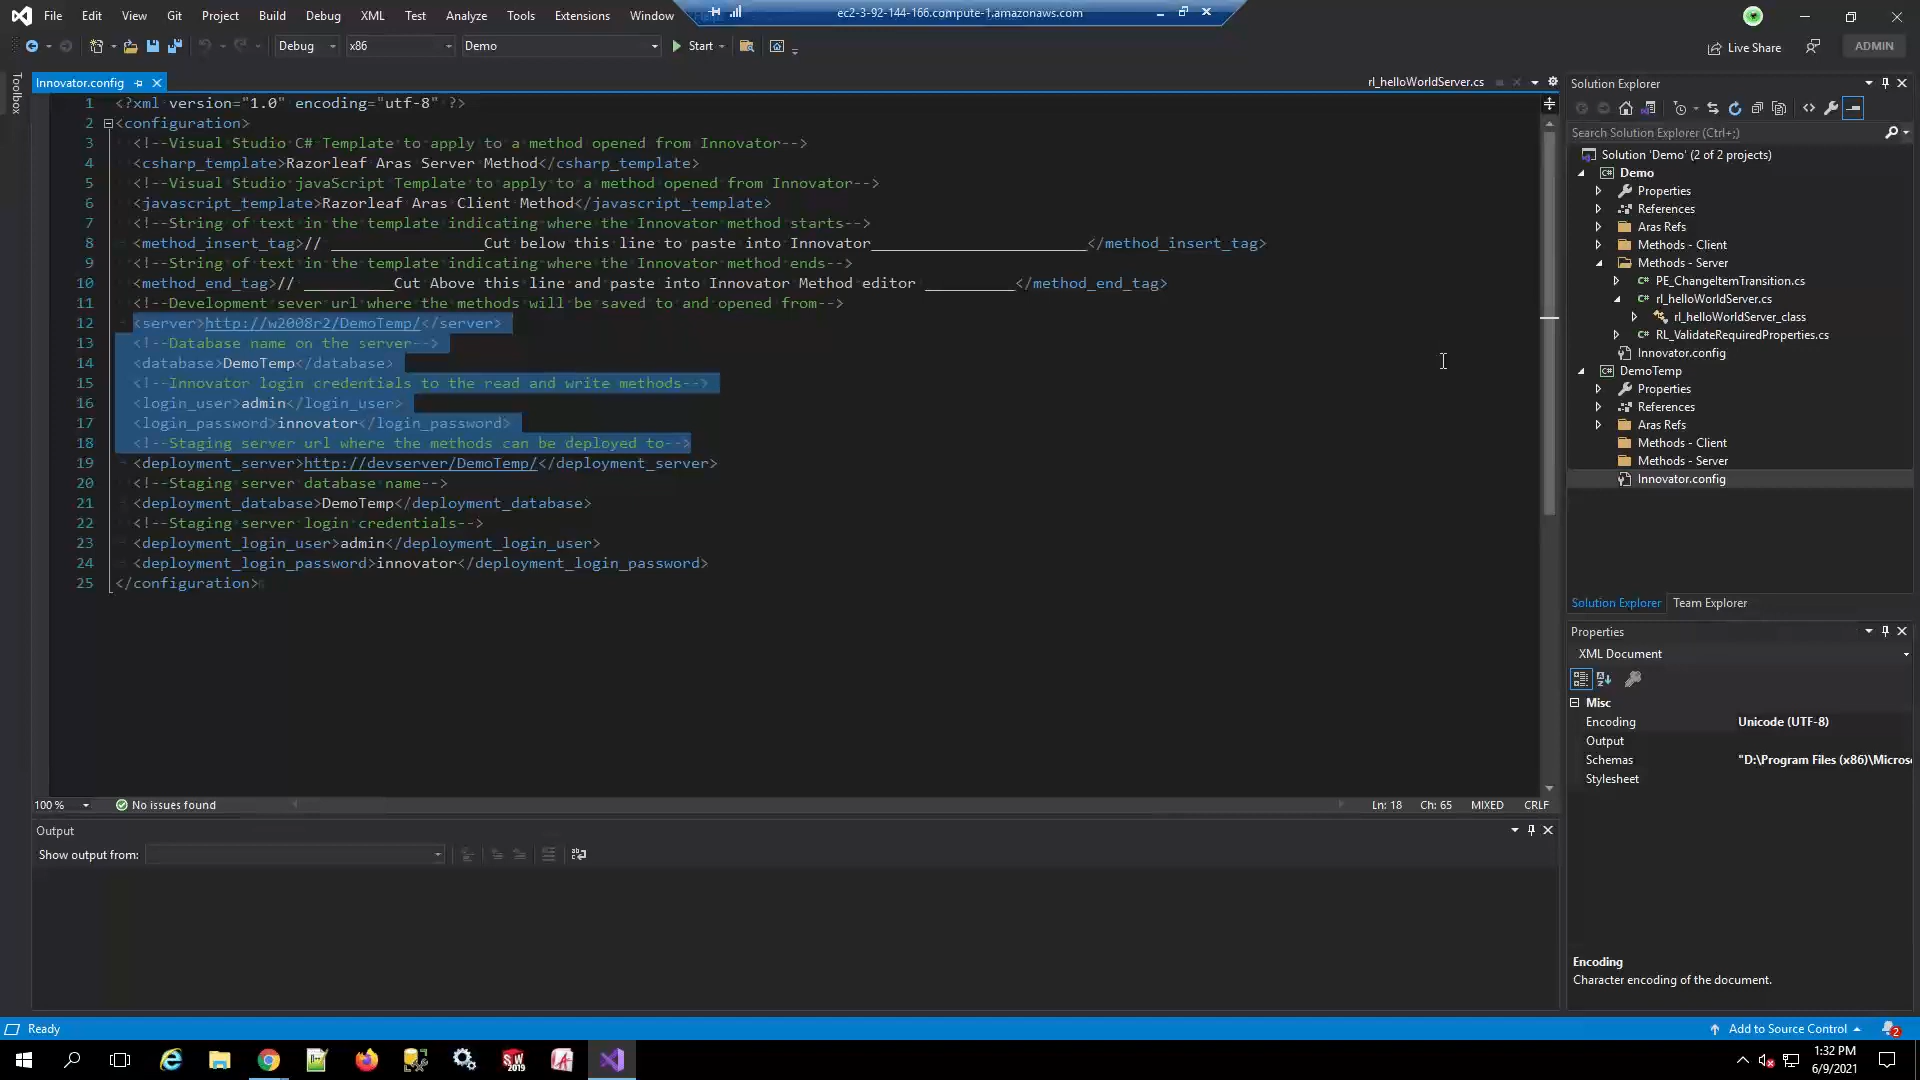 File Edit View Git Project Build Debug XML Test Analyze Tools Extensions Window
ec2-3-92-144-166.compute-1.amazonaws.com
Debug x86 Demo Start
Live Share ADMIN
Toolbox
Innovator.config
rl_helloWorldServer.cs
1 <?xml version="1.0" encoding="utf-8" ?>
2 <configuration>
3 <!--Visual Studio C# Template to apply to a method opened from Innovator-->
4 <csharp_template>Razorleaf Aras Server Method</csharp_template>
5 <!--Visual Studio javaScript Template to apply to a method opened from Innovator-->
6 <javascript_template>Razorleaf Aras Client Method</javascript_template>
7 <!--String of text in the template indicating where the Innovator method starts-->
8 <method_insert_tag>// _________________Cut below this line to paste into Innovator________________________</method_insert_tag>
9 <!--String of text in the template indicating where the Innovator method ends-->
10 <method_end_tag>// __________Cut Above this line and paste into Innovator Method editor __________</method_end_tag>
11 <!--Development sever url where the methods will be saved to and opened from-->
12 <server>http://w2008r2/DemoTemp/</server>
13 <!--Database name on the server-->
14 <database>DemoTemp</database>
15 <!--Innovator login credentials to the read and write methods-->
16 <login_user>admin</login_user>
17 <login_password>innovator</login_password>
18 <!--Staging server url where the methods can be deployed to-->
19 <deployment_server>http://devserver/DemoTemp/</deployment_server>
20 <!--Staging server database name-->
21 <deployment_database>DemoTemp</deployment_database>
22 <!--Staging server login credentials-->
23 <deployment_login_user>admin</deployment_login_user>
24 <deployment_login_password>innovator</deployment_login_password>
25 </configuration>
100 % No issues found Ln: 18 Ch: 65 MIXED CRLF
Output
Show output from:
Solution Explorer
Search Solution Explorer (Ctrl+;)
Solution 'Demo' (2 of 2 projects)
Demo
Properties
References
Aras Refs
Methods - Client
Methods - Server
PE_ChangeItemTransition.cs
rl_helloWorldServer.cs
rl_helloWorldServer_class
RL_ValidateRequiredProperties.cs
Innovator.config
DemoTemp
Properties
References
Aras Refs
Methods - Client
Methods - Server
Innovator.config
Solution Explorer Team Explorer
Properties
XML Document
Misc
Encoding Unicode (UTF-8)
Output
Schemas "D:\Program Files (x86)\Micros
Stylesheet
Encoding
Character encoding of the document.
Ready
Add to Source Control 2
1:32 PM
6/9/2021